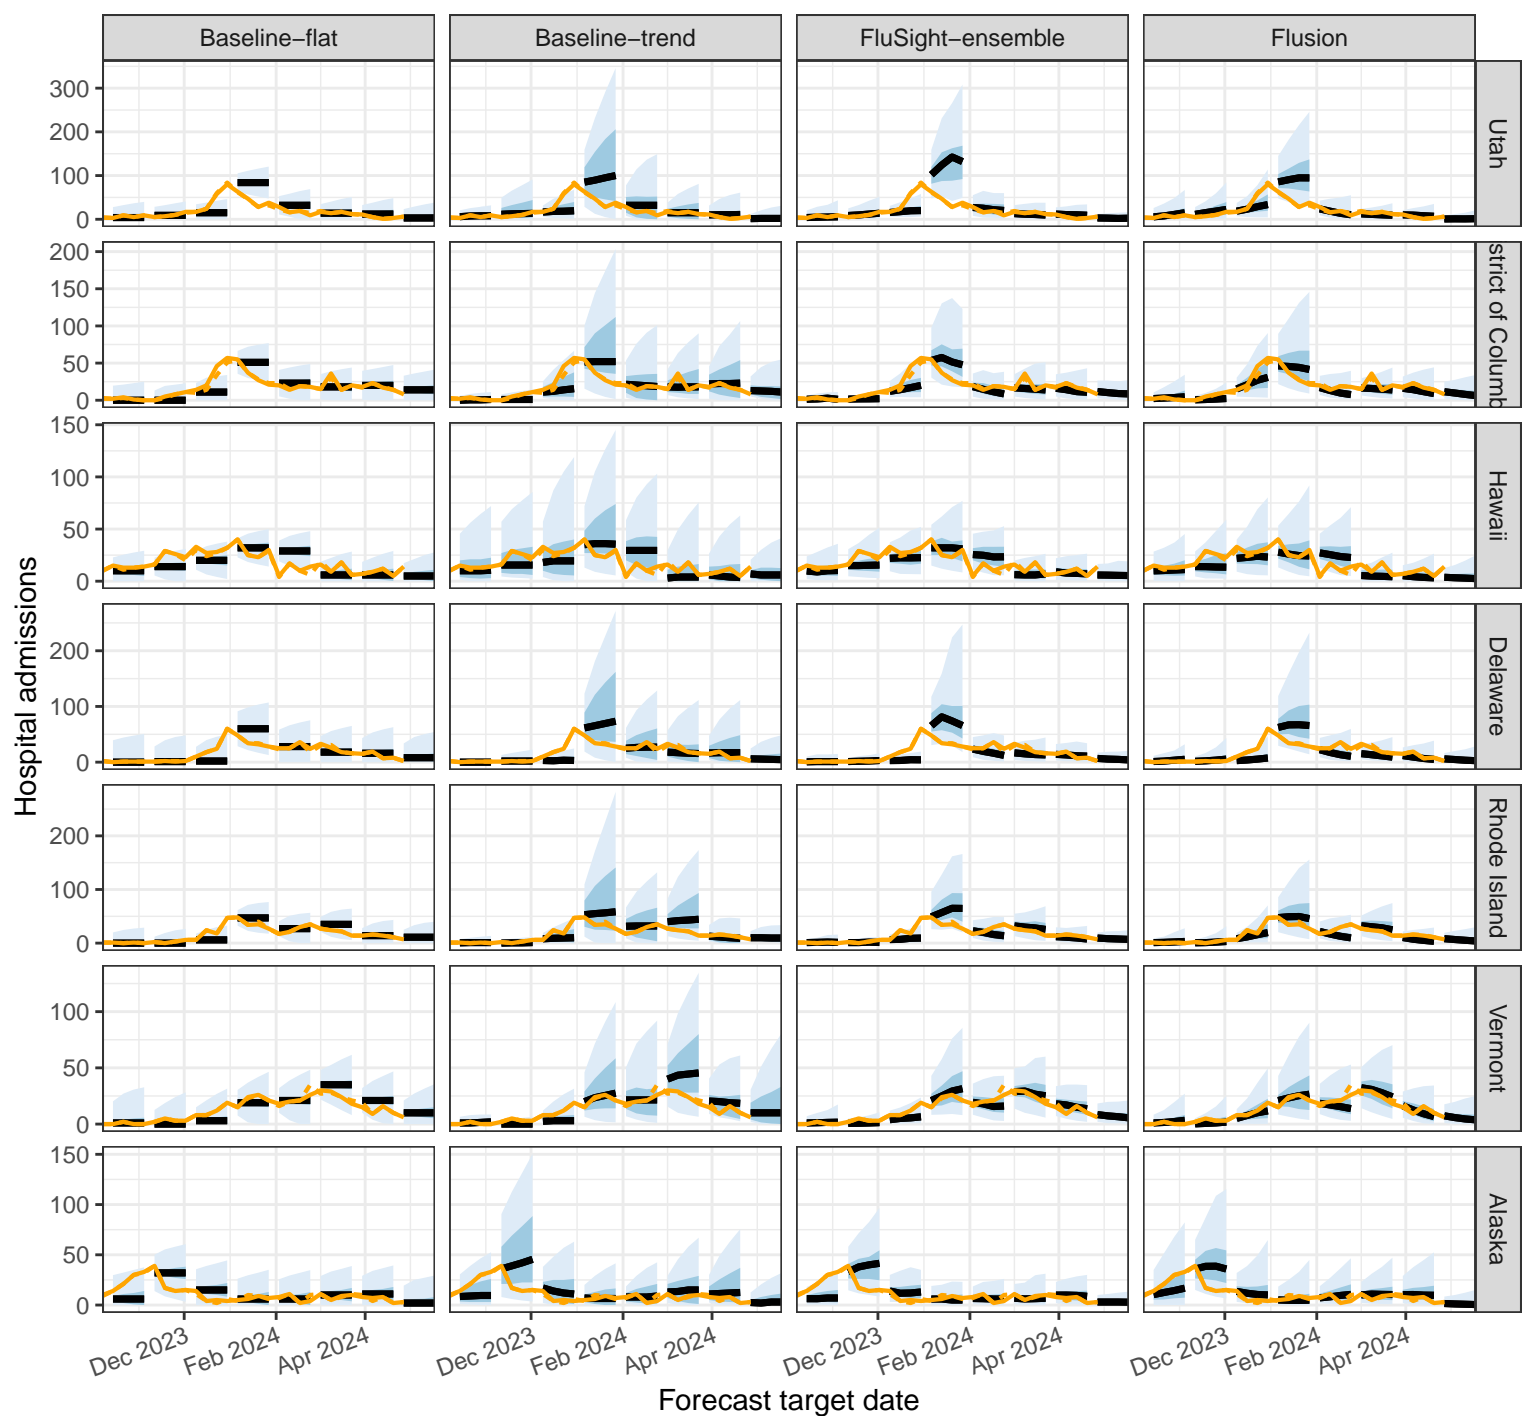 Baseline−flat
Baseline−trend
FluSight−ensemble
Flusion
300
200
100
0
Utah
200
150
100
50
0
strict of Columb
150
100
50
0
Hawaii
200
100
0
Delaware
200
100
0
Rhode Island
100
50
0
Vermont
150
100
50
0
Alaska
Hospital admissions
Dec 2023
Feb 2024
Apr 2024
Dec 2023
Feb 2024
Apr 2024
Dec 2023
Feb 2024
Apr 2024
Dec 2023
Feb 2024
Apr 2024
Forecast target date